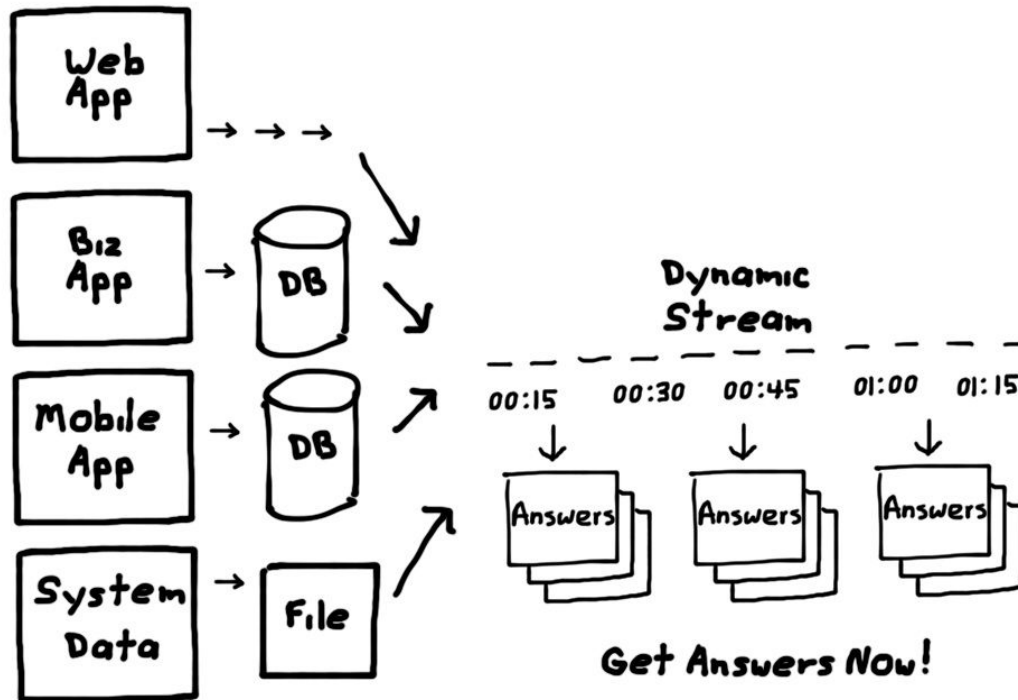 Web
App
Biz
App
DB
Mobile
App
DB
System
Data
File
Dynamic
Stream
00:15 00:30 00:45 01:00 01:15
Answers Answers Answers
Get Answers Now!